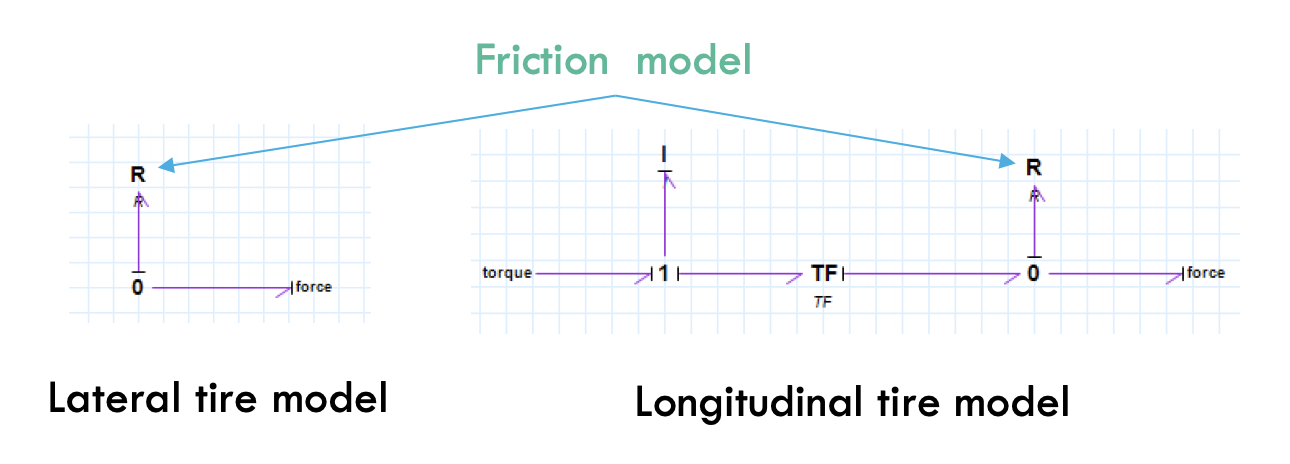 Friction model
I
R
R
R
R
torque
1
TF
0
force
0
force
TF
Lateral tire model
Longitudinal tire model